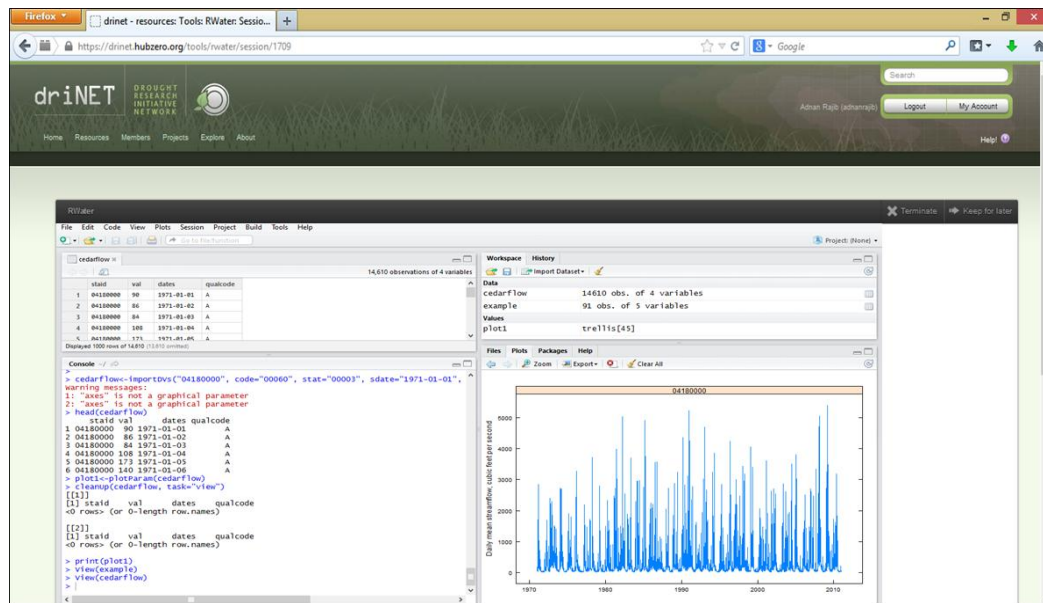 Firefox
drinet - resources: Tools: RWater: Sessio...
https://drinet.hubzero.org/tools/rwater/session/1709
Google
driNET
DROUGHT
RESEARCH
INITIATIVE
NETWORK
Search
Adnan Rajib (adnanrajib)
Logout
My Account
Home Resources Members Projects Explore About
Help!
RWater
Terminate
Keep for later
File Edit Code View Plots Session Project Build Tools Help
Go to file/function
Project: (None)
cedarflow
14,610 observations of 4 variables
staid val dates qualcode
1 04180000 90 1971-01-01 A
2 04180000 86 1971-01-02 A
3 04180000 84 1971-01-03 A
4 04180000 108 1971-01-04 A
5 04180000 173 1971-01-05 A
Displayed 1000 rows of 14,610 (13,610 omitted)
Console ~/
>
> cedarflow<-importDVs("04180000", code="00060", stat="00003", sdate="1971-01-01",
Warning messages:
1: "axes" is not a graphical parameter
2: "axes" is not a graphical parameter
> head(cedarflow)
staid val dates qualcode
1 04180000 90 1971-01-01 A
2 04180000 86 1971-01-02 A
3 04180000 84 1971-01-03 A
4 04180000 108 1971-01-04 A
5 04180000 173 1971-01-05 A
6 04180000 140 1971-01-06 A
> plot1<-plotParam(cedarflow)
> cleanUp(cedarflow, task="view")
[[1]]
[1] staid val dates qualcode
<0 rows> (or 0-length row.names)
[[2]]
[1] staid val dates qualcode
<0 rows> (or 0-length row.names)
> print(plot1)
> View(example)
> View(cedarflow)
>
Workspace History
Import Dataset
Data
cedarflow 14610 obs. of 4 variables
example 91 obs. of 5 variables
Values
plot1 trellis[45]
Files Plots Packages Help
Zoom Export Clear All
04180000
Daily mean streamflow, cubic feet per second
5000
4000
3000
2000
1000
0
1970 1980 1990 2000 2010